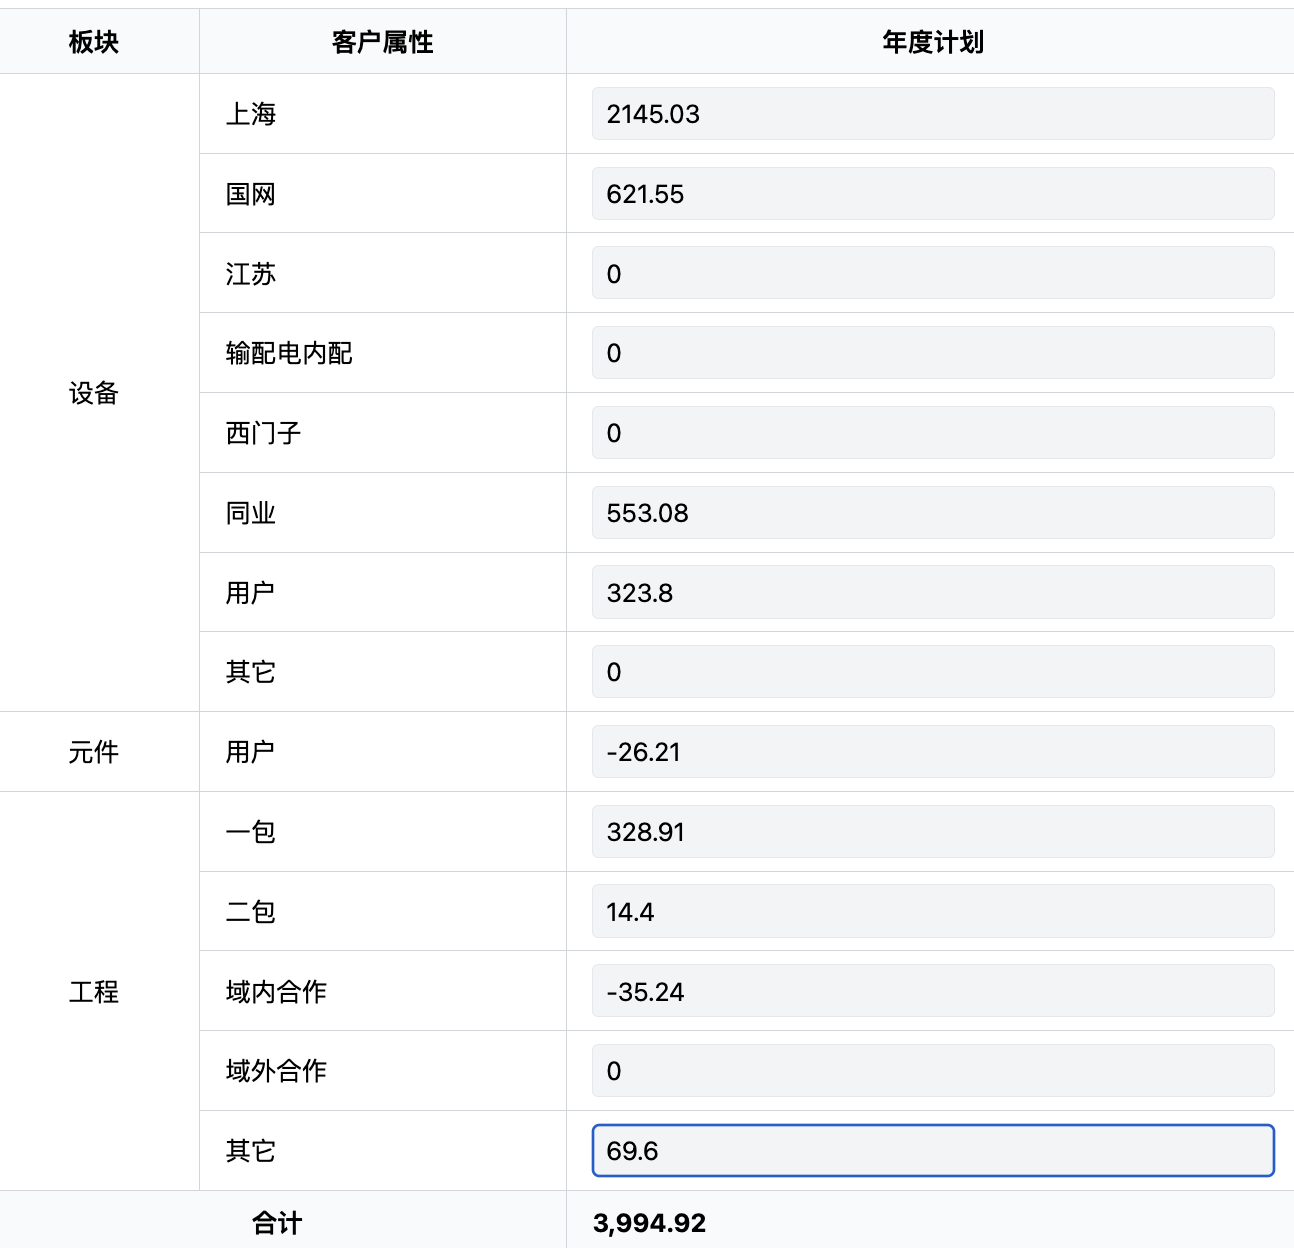 板块 客户属性 年度计划
设备
上海 2145.03
国网 621.55
江苏 0
输配电内配 0
西门子 0
同业 553.08
用户 323.8
其它 0
元件 用户 -26.21
工程
一包 328.91
二包 14.4
域内合作 -35.24
域外合作 0
其它 69.6
合计 3,994.92